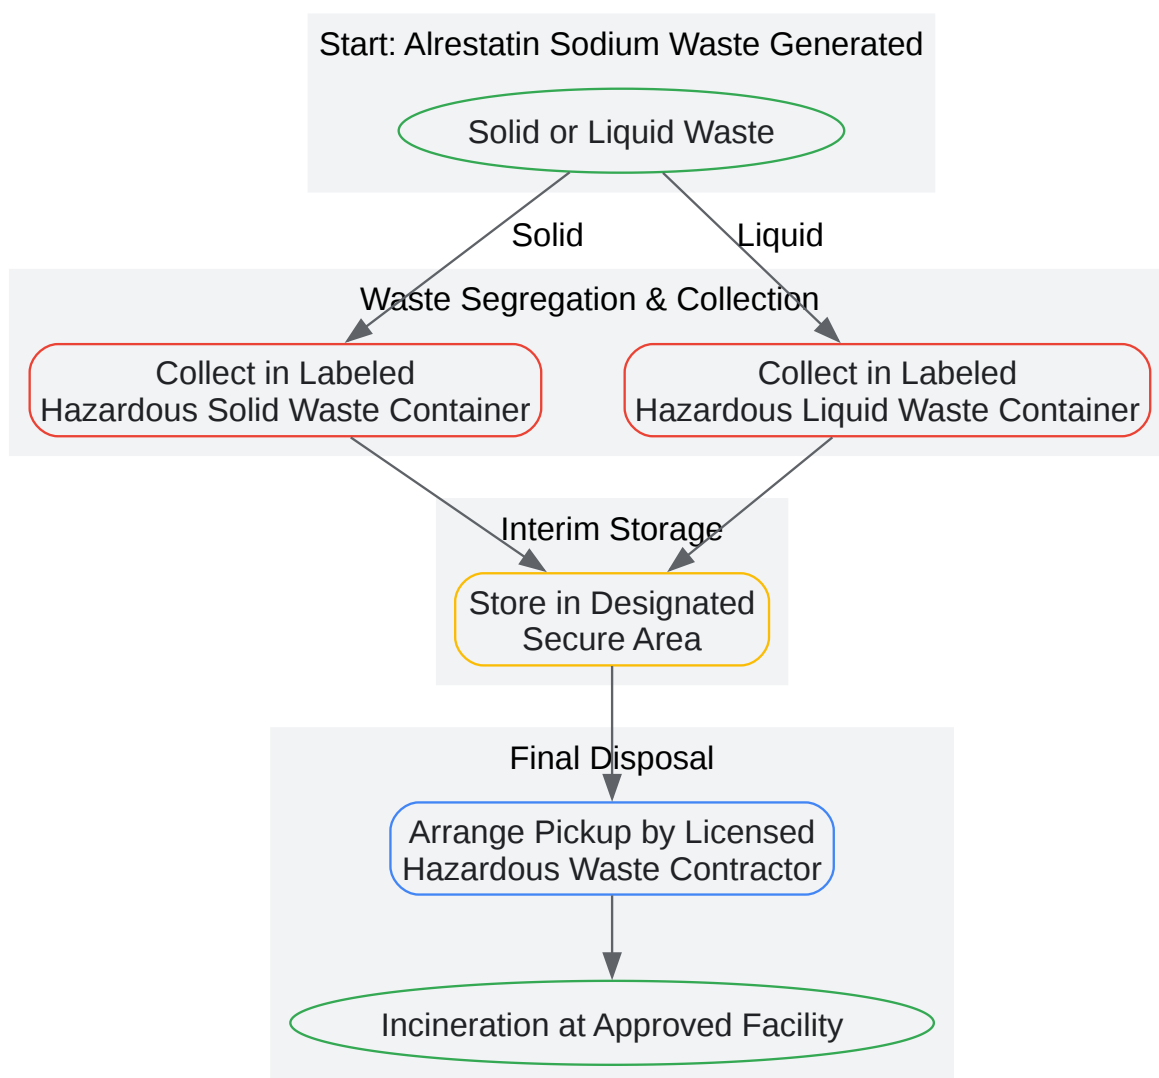 Start: Alrestatin Sodium Waste Generated
Solid or Liquid Waste
Solid
Liquid
Waste Segregation & Collection
Collect in Labeled
Hazardous Solid Waste Container
Collect in Labeled
Hazardous Liquid Waste Container
Interim Storage
Store in Designated
Secure Area
Final Disposal
Arrange Pickup by Licensed
Hazardous Waste Contractor
Incineration at Approved Facility